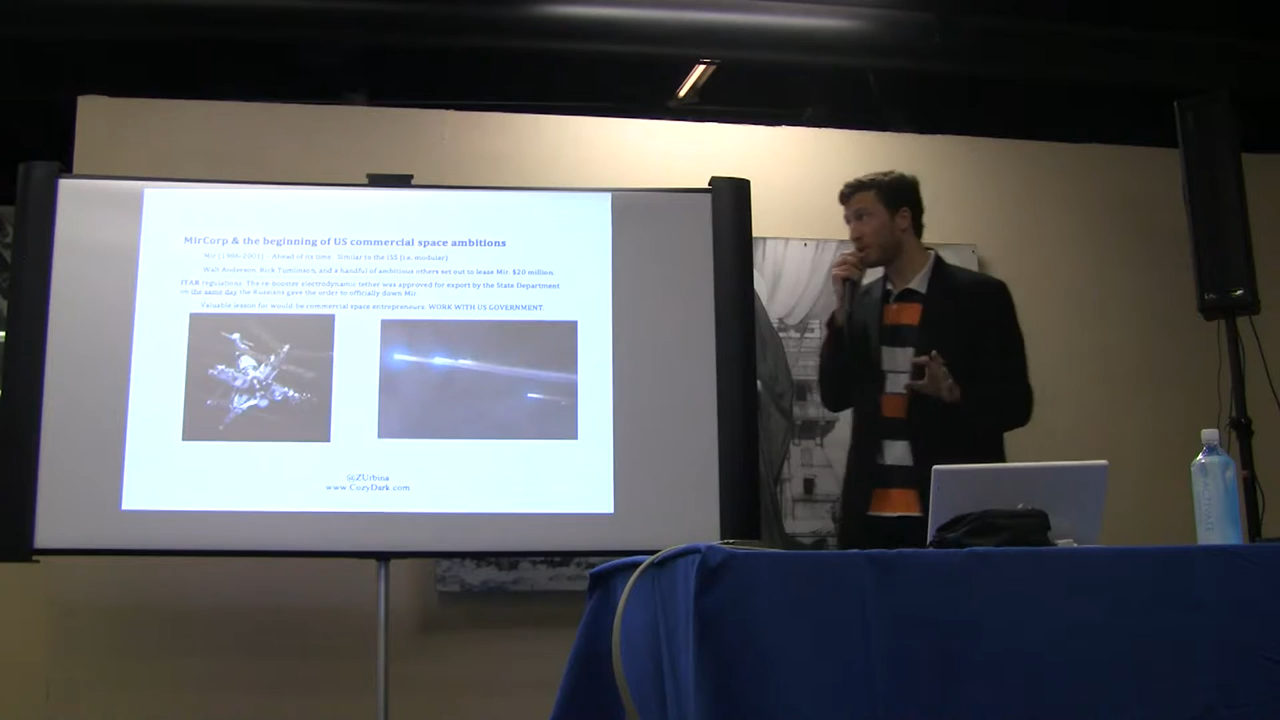 MirCorp & the beginning of US commercial space ambitions
Mir (1986-2001) - Ahead of its time. Similar to the ISS (i.e. modular)
Walt Anderson, Rick Tumlinson, and a handful of ambitious others set out to lease Mir. $20 million.
ITAR regulations. The re-booster electrodynamic tether was approved for export by the State Department
on the same day the Russians gave the order to officially down Mir.
Valuable lesson for would be commercial space entrepreneurs: WORK WITH US GOVERNMENT.
@ZUrbina
www.CozyDark.com
ACTIVATE